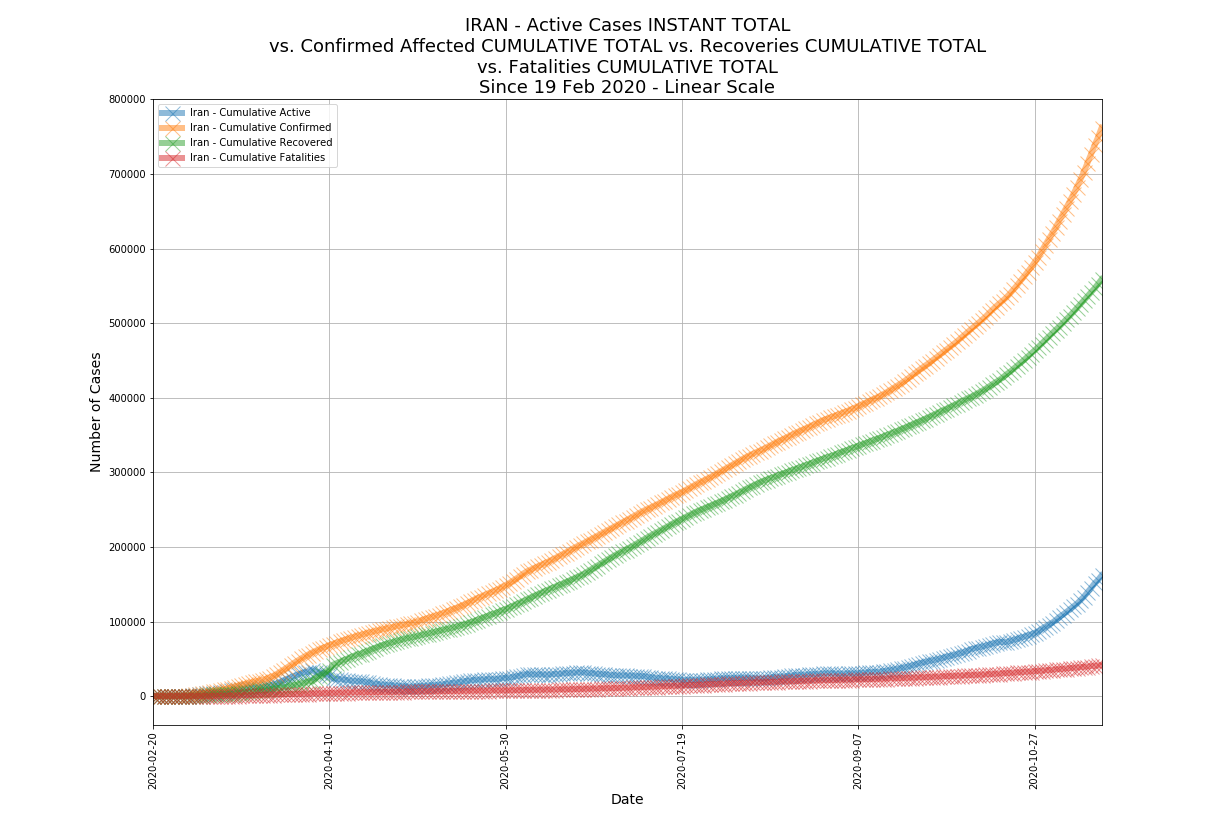 IRAN - Active Cases INSTANT TOTAL
vs. Confirmed Affected CUMULATIVE TOTAL vs. Recoveries CUMULATIVE TOTAL
vs. Fatalities CUMULATIVE TOTAL
Since 19 Feb 2020 - Linear Scale
Iran - Cumulative Active
Iran - Cumulative Confirmed
Iran - Cumulative Recovered
Iran - Cumulative Fatalities
Number of Cases
800000
700000
600000
500000
400000
300000
200000
100000
0
2020-02-20
2020-04-10
2020-05-30
2020-07-19
2020-09-07
2020-10-27
Date